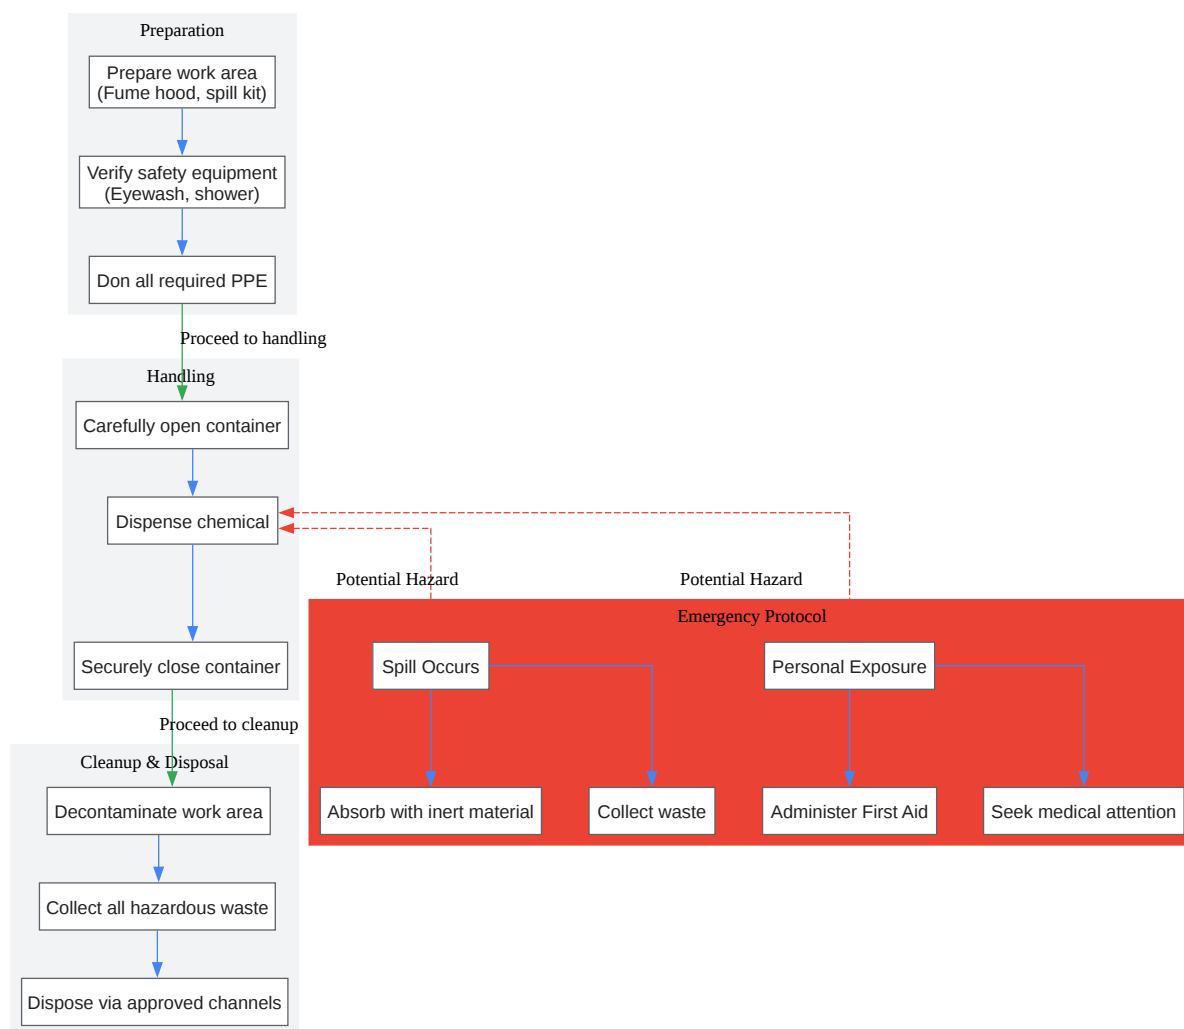 Preparation
Prepare work area
(Fume hood, spill kit)
Verify safety equipment
(Eyewash, shower)
Don all required PPE
Proceed to handling
Handling
Carefully open container
Dispense chemical
Securely close container
Proceed to cleanup
Cleanup & Disposal
Decontaminate work area
Collect all hazardous waste
Dispose via approved channels
Potential Hazard
Potential Hazard
Emergency Protocol
Spill Occurs
Personal Exposure
Absorb with inert material
Collect waste
Administer First Aid
Seek medical attention